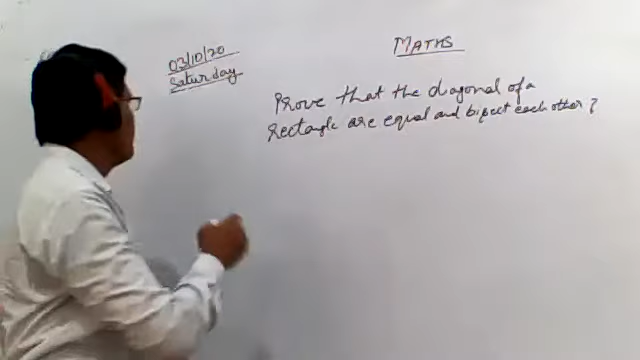 03/10/20
Saturday
MATHS
Prove that the diagonal of a
Rectangle are equal and bisect each other ?